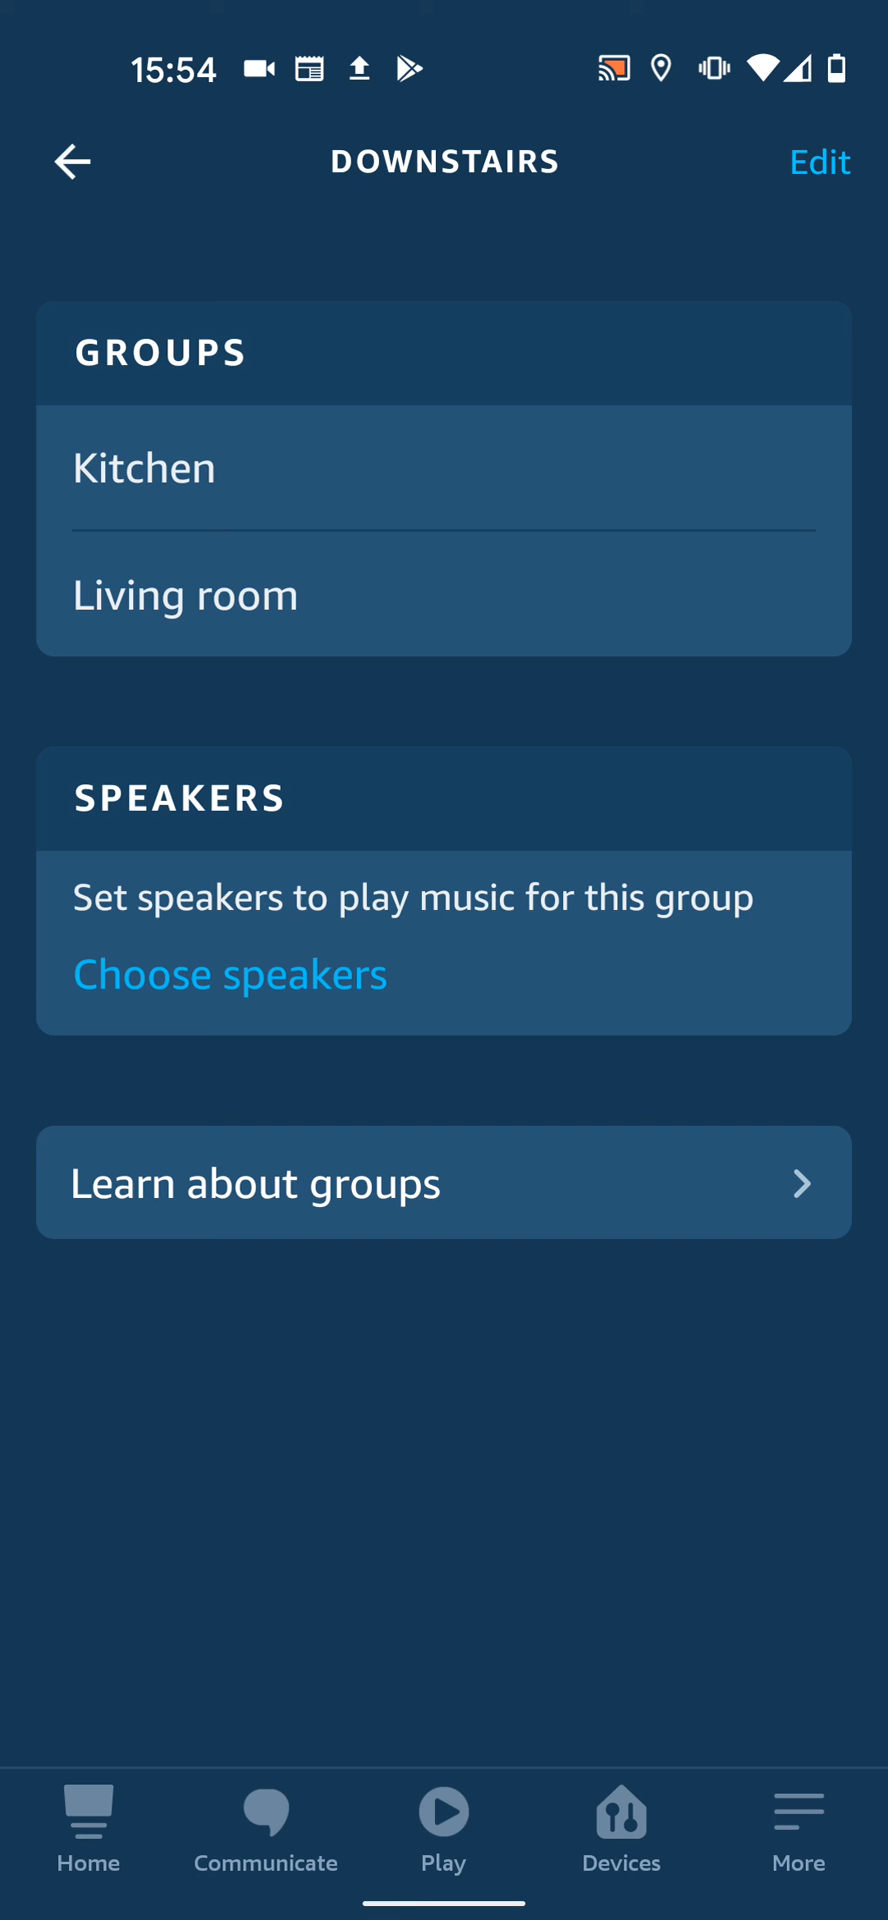 15:54
DOWNSTAIRS
Edit
GROUPS
Kitchen
Living room
SPEAKERS
Set speakers to play music for this group
Choose speakers
Learn about groups
Home
Communicate
Play
Devices
More